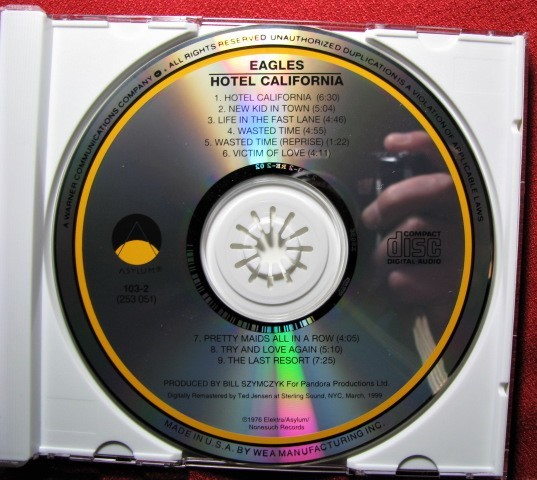 A WARNER COMMUNICATIONS COMPANY . ALL RIGHTS RESERVED UNAUTHORIZED DUPLICATION IS A VIOLATION OF APPLICABLE LAWS
EAGLES
HOTEL CALIFORNIA
1. HOTEL CALIFORNIA (6:30)
2. NEW KID IN TOWN (5:04)
3. LIFE IN THE FAST LANE (4:46)
4. WASTED TIME (4:55)
5. WASTED TIME (REPRISE) (1:22)
6. VICTIM OF LOVE (4:11)
ASYLUM®
103-2
(253 051)
COMPACT
disc
DIGITAL AUDIO
7. PRETTY MAIDS ALL IN A ROW (4:05)
8. TRY AND LOVE AGAIN (5:10)
9. THE LAST RESORT (7:25)
PRODUCED BY BILL SZYMCZYK For Pandora Productions Ltd.
Digitally Remastered by Ted Jensen at Sterling Sound, NYC, March, 1999
℗1976 Elektra/Asylum/
Nonesuch Records
MADE IN U.S.A. BY WEA MANUFACTURING INC.